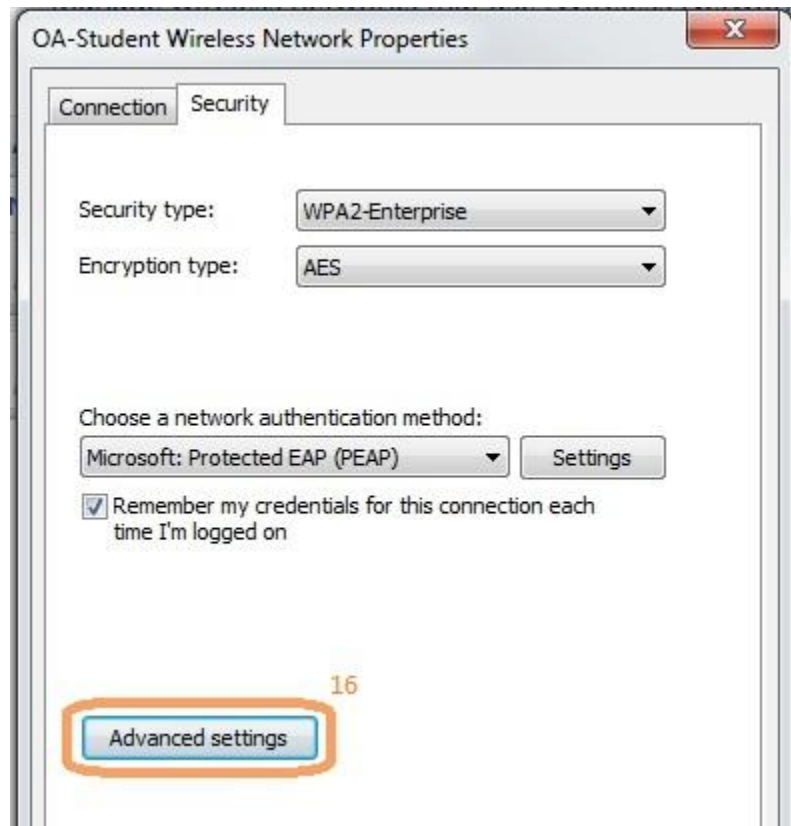 OA-Student Wireless Network Properties
Connection
Security
Security type:
WPA2-Enterprise
Encryption type:
AES
Choose a network authentication method:
Microsoft: Protected EAP (PEAP)
Settings
Remember my credentials for this connection each
time I'm logged on
16
Advanced settings